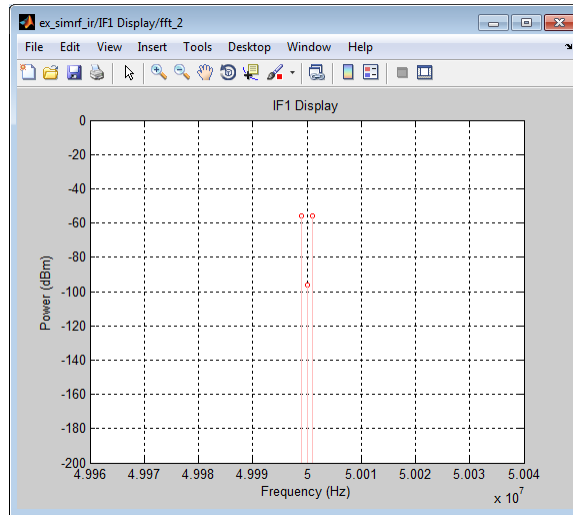 ex_simrf_ir/IF1 Display/fft_2
File Edit View Insert Tools Desktop Window Help
IF1 Display
0
-20
-40
-60
-80
-100
-120
-140
-160
-180
-200
Power (dBm)
4.996 4.997 4.998 4.999 5 5.001 5.002 5.003 5.004
Frequency (Hz)
x 10⁷